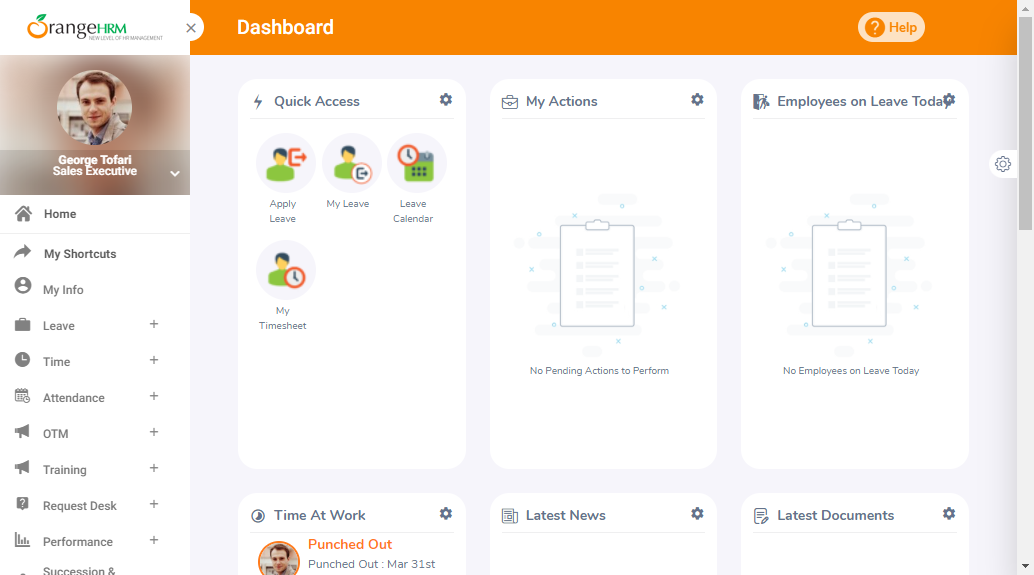 OrangeHRM
NEW LEVEL OF HR MANAGEMENT
Dashboard
? Help
George Tofari
Sales Executive
Home
My Shortcuts
My Info
Leave
Time
Attendance
OTM
Training
Request Desk
Performance
Succession &
Quick Access
Apply
Leave
My Leave
Leave
Calendar
My
Timesheet
My Actions
No Pending Actions to Perform
Employees on Leave Today
No Employees on Leave Today
Time At Work
Punched Out
Punched Out : Mar 31st
Latest News
Latest Documents